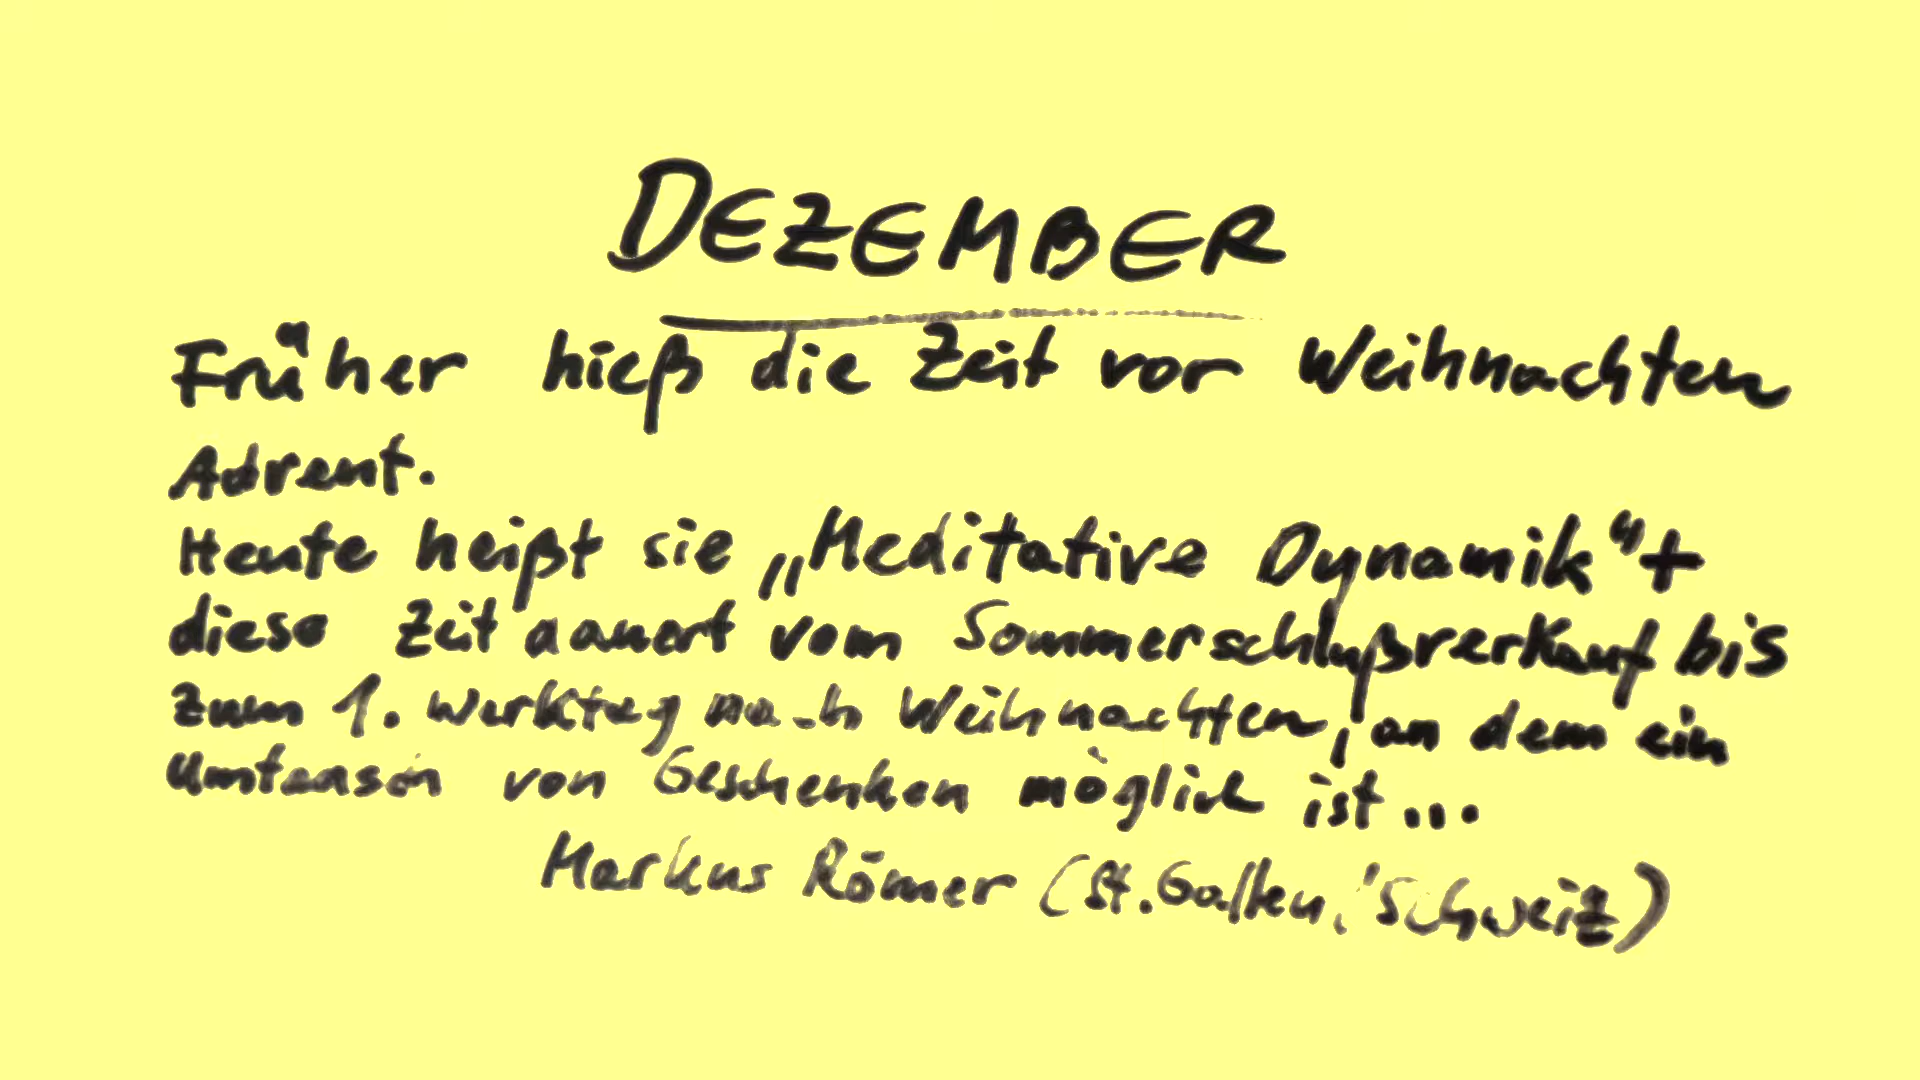 DEZEMBER
Früher hieß die Zeit vor Weihnachten
Advent.
Heute heißt sie „Meditative Dynamik“ +
diese Zeit dauert vom Sommerschlußverkauf bis
zum 1. Werktag nach Weihnachten, an dem ein
Umtausch von Geschenken möglich ist...
Markus Römer (St. Gallen, Schweiz)